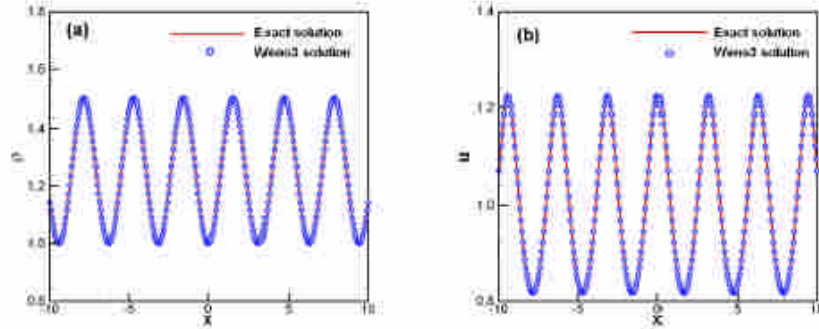 (a)
Exact solution
Weno3 solution
1.8
1.6
1.4
1.2
1.0
0.8
ρ
-10
-5
0
5
10
X
(b)
Exact solution
Weno3 solution
1.4
1.2
1.0
0.8
u
-10
-5
0
5
10
X